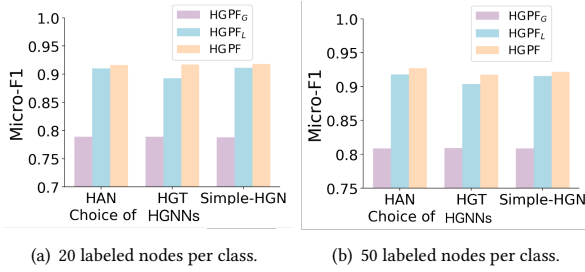 1.0
0.95
0.90
0.85
0.80
0.75
0.7
Micro-F1
HGPF_G
HGPF_L
HGPF
HAN
HGT
Simple-HGN
Choice of HGNNs
(a) 20 labeled nodes per class.
1.0
0.95
0.9
0.85
0.8
0.75
Micro-F1
HGPF_G
HGPF_L
HGPF
HAN
HGT
Simple-HGN
Choice of HGNNs
(b) 50 labeled nodes per class.